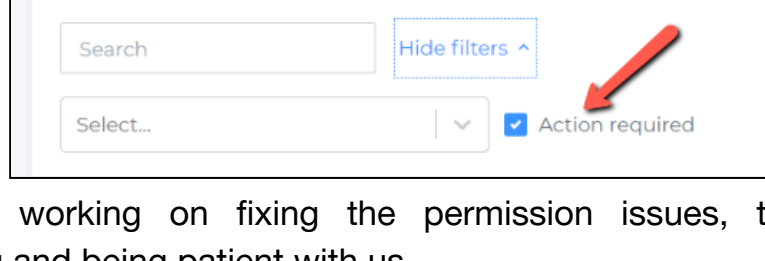 Search
Hide filters
Select...
Action required
working on fixing the permission issues,
and being patient with us